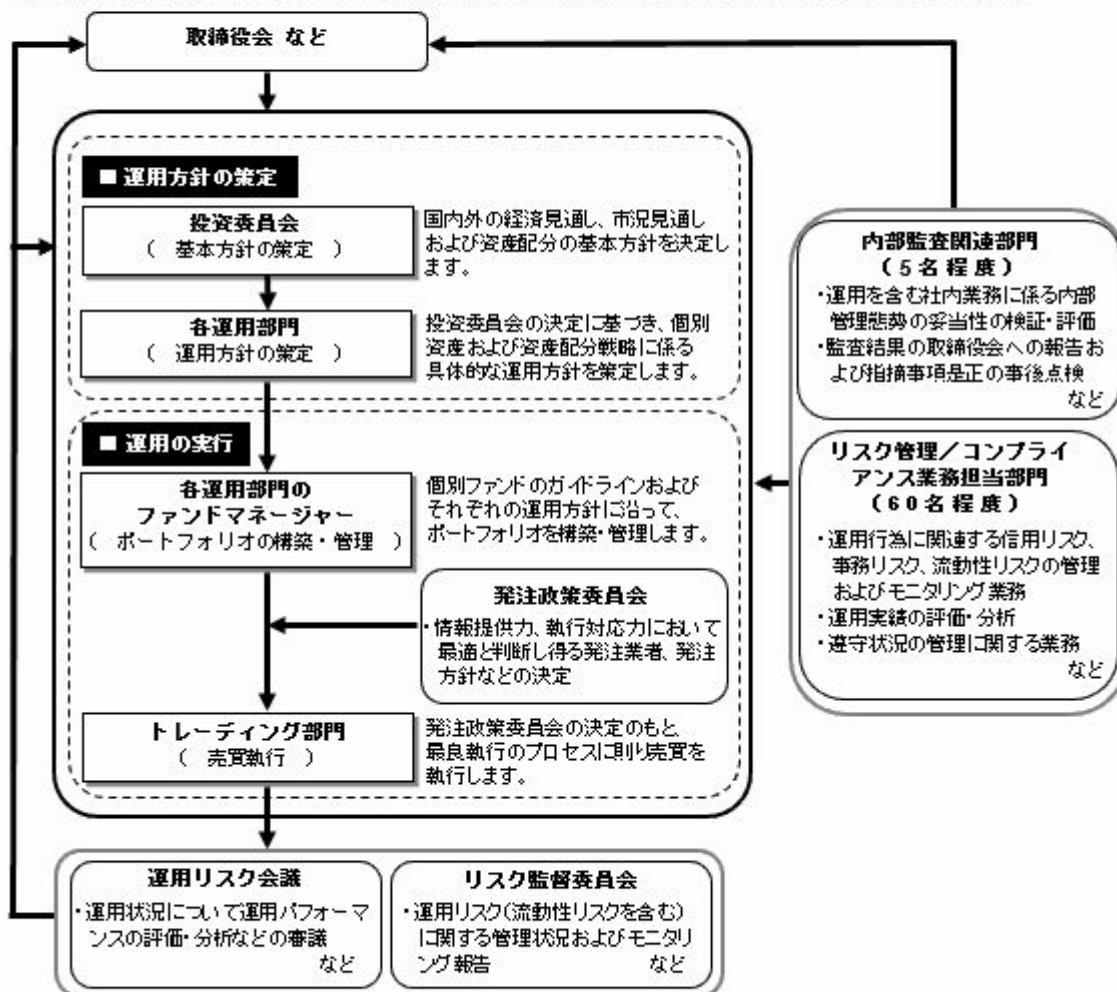 取締役会 など
■ 運用方針の策定
投資委員会
（ 基本方針の策定 ）
国内外の経済見通し、市況見通し
および資産配分の基本方針を決定し
ます。
各運用部門
（ 運用方針の策定 ）
投資委員会の決定に基づき、個別
資産および資産配分戦略に係る
具体的な運用方針を策定します。
■ 運用の実行
各運用部門の
ファンドマネージャー
（ ポートフォリオの構築・管理 ）
個別ファンドのガイドラインおよび
それぞれの運用方針に沿って、
ポートフォリオを構築・管理します。
発注政策委員会
・情報提供力、執行対応力において
最適と判断し得る発注業者、発注
方針などの決定
トレーディング部門
（ 売買執行 ）
発注政策委員会の決定のもと、
最良執行のプロセスに則り売買を
執行します。
内部監査関連部門
（5名程度）
・運用を含む社内業務に係る内部
管理態勢の妥当性の検証・評価
・監査結果の取締役会への報告お
よび指摘事項是正の事後点検
など
リスク管理／コンプライ
アンス業務担当部門
（60名程度）
・運用行為に関連する信用リスク、
事務リスク、流動性リスクの管理
およびモニタリング業務
・運用実績の評価・分析
・遵守状況の管理に関する業務
など
運用リスク会議
・運用状況について運用パフォーマ
ンスの評価・分析などの審議
など
リスク監督委員会
・運用リスク(流動性リスクを含む)
に関する管理状況およびモニタリ
ング報告 など